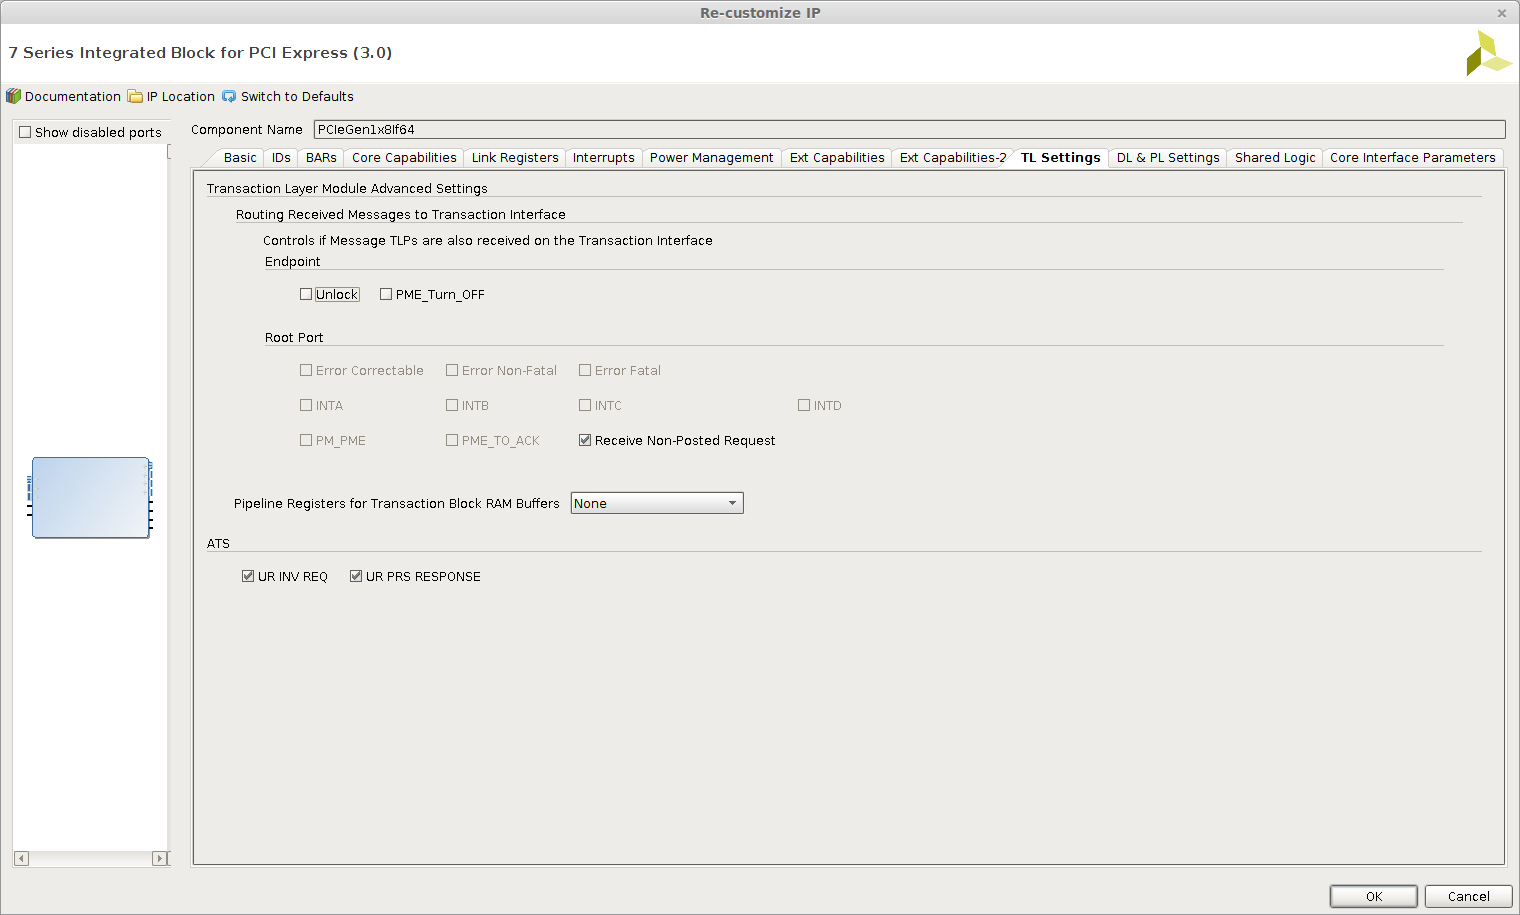 Re-customize IP
7 Series Integrated Block for PCI Express (3.0)
Documentation IP Location Switch to Defaults
Show disabled ports
Component Name PCIeGen1x8If64
Basic IDs BARs Core Capabilities Link Registers Interrupts Power Management Ext Capabilities Ext Capabilities-2 TL Settings DL & PL Settings Shared Logic Core Interface Parameters
Transaction Layer Module Advanced Settings
Routing Received Messages to Transaction Interface
Controls if Message TLPs are also received on the Transaction Interface
Endpoint
Unlock PME_Turn_OFF
Root Port
Error Correctable Error Non-Fatal Error Fatal
INTA INTB INTC INTD
PM_PME PME_TO_ACK Receive Non-Posted Request
Pipeline Registers for Transaction Block RAM Buffers None
ATS
UR INV REQ UR PRS RESPONSE
OK Cancel